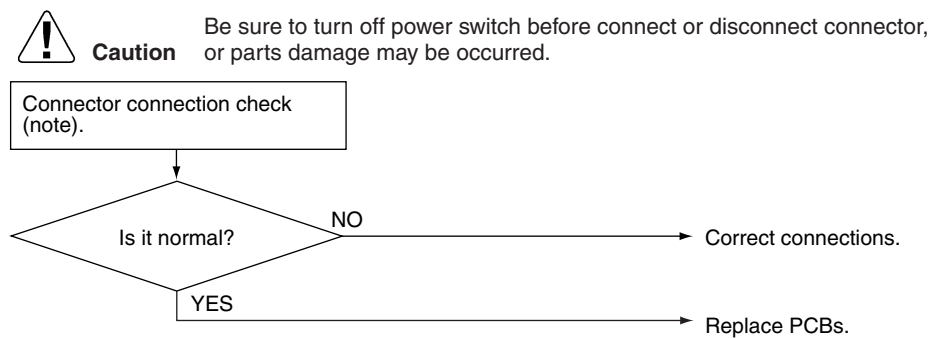 Be sure to turn off power switch before connect or disconnect connector,
Caution or parts damage may be occurred.
Connector connection check
(note).
NO
Is it normal?
Correct connections.
YES
Replace PCBs.